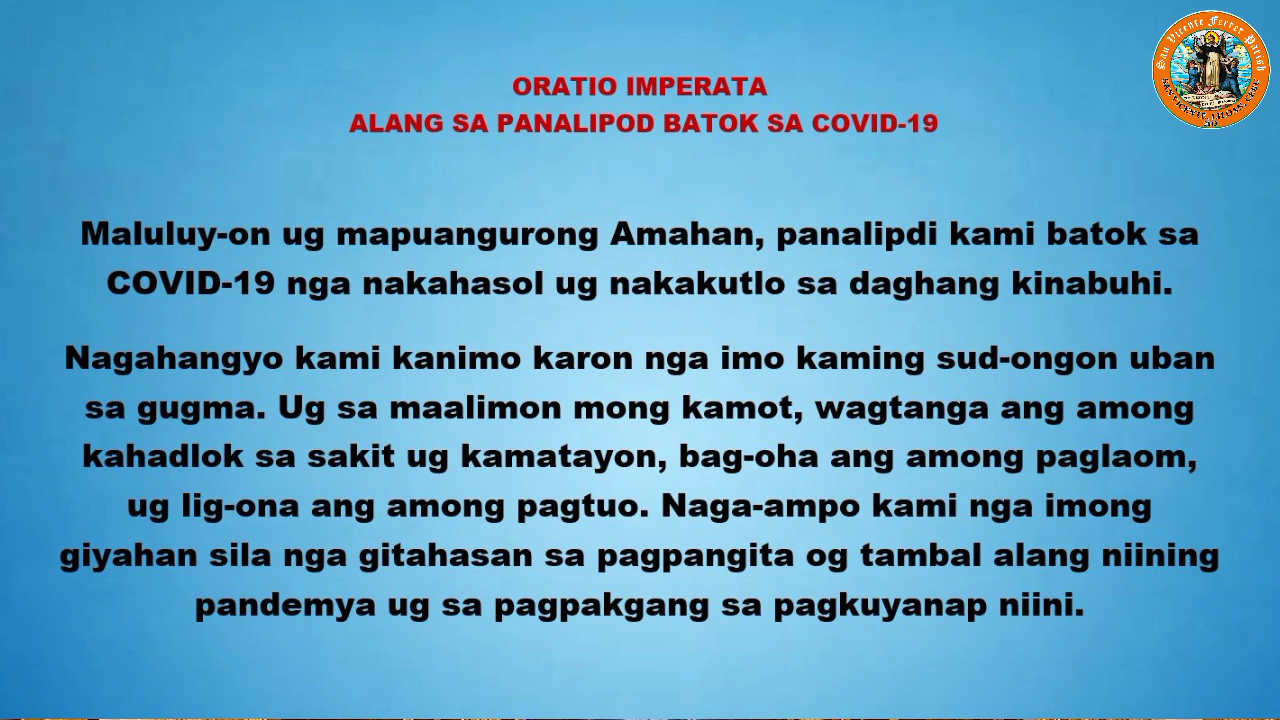 San Vicente Ferrer Parish
ORATIO IMPERATA
ALANG SA PANALIPOD BATOK SA COVID-19
Maluluy-on ug mapuangurong Amahan, panalipdi kami batok sa
COVID-19 nga nakahasol ug nakakutlo sa daghang kinabuhi.
Nagahangyo kami kanimo karon nga imo kaming sud-ongon uban
sa gugma. Ug sa maalimon mong kamot, wagtanga ang among
kahadlok sa sakit ug kamatayon, bag-oha ang among paglaom,
ug lig-ona ang among pagtuo. Naga-ampo kami nga imong
giyahan sila nga gitahasan sa pagpangita og tambal alang niining
pandemya ug sa pagpakgang sa pagkuyanap niini.